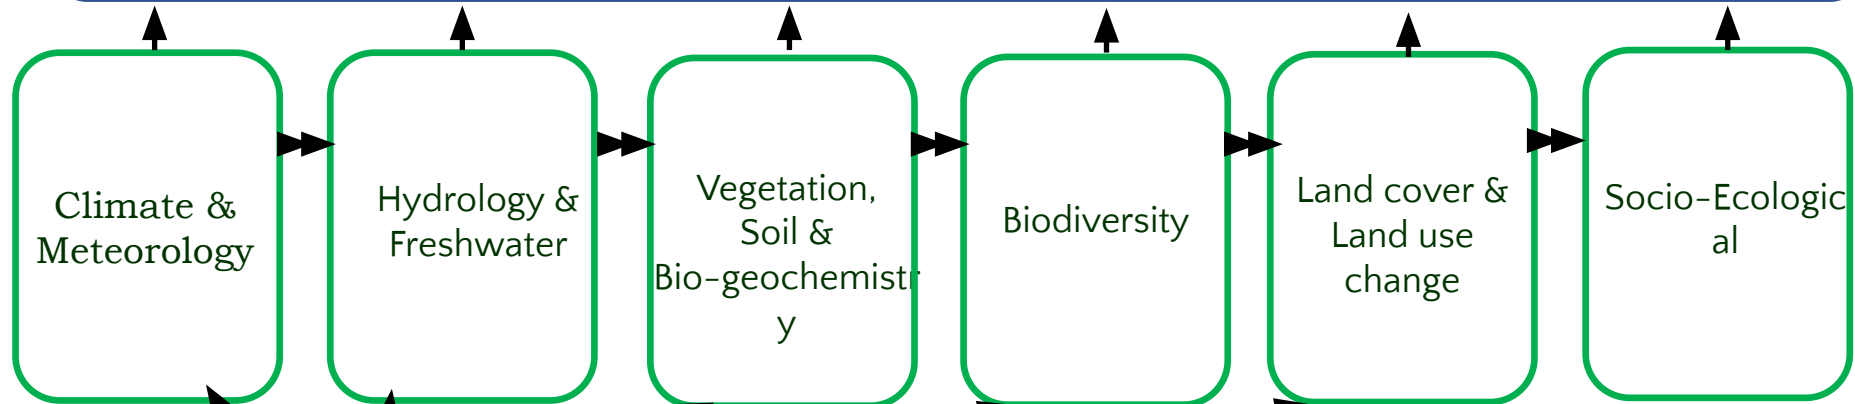 Climate &
Meteorology
Hydrology &
Freshwater
Vegetation,
Soil &
Bio-geochemistr
y
Biodiversity
Land cover &
Land use
change
Socio-Ecologic
al